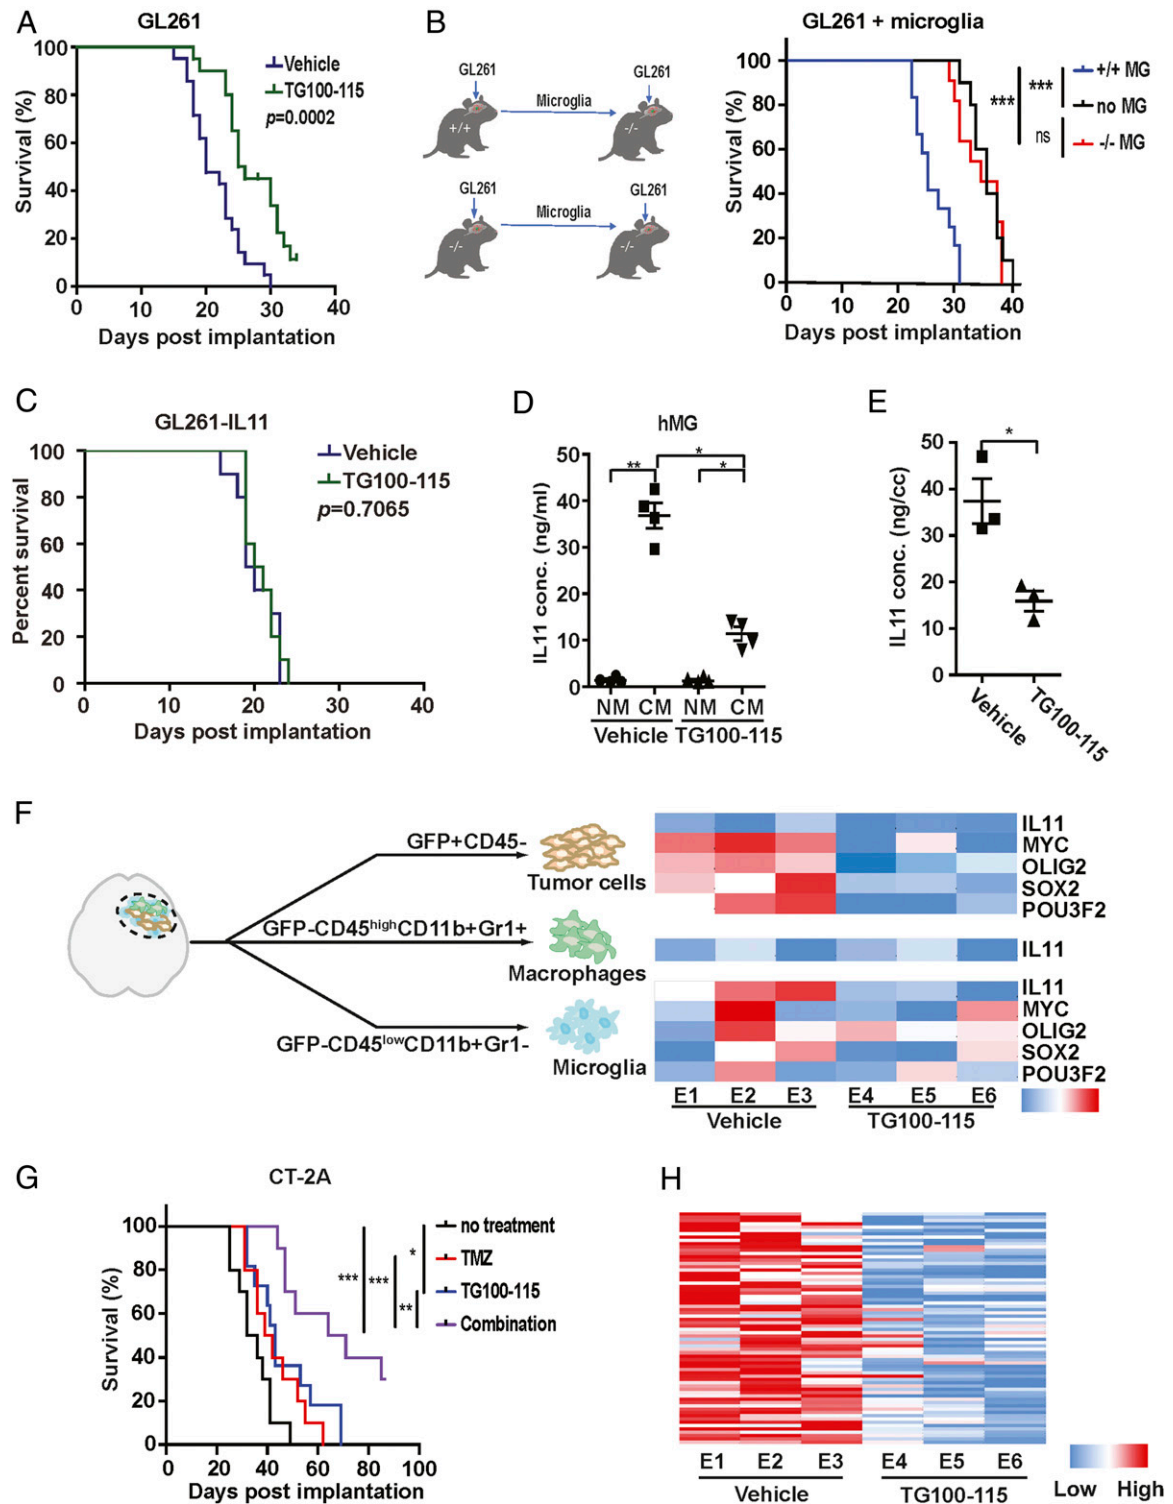 A
GL261
Survival (%)
100
80
60
40
20
0
0 10 20 30 40
Days post implantation
Vehicle
TG100-115
p=0.0002
B
GL261
GL261
Microglia
+/+
-/-
GL261
GL261
Microglia
-/-
-/-
GL261 + microglia
Survival (%)
100
80
60
40
20
0
0 10 20 30 40
Days post implantation
***
***
ns
+/+ MG
no MG
-/- MG
C
GL261-IL11
Percent survival
100
80
60
40
20
0
0 10 20 30 40
Days post implantation
Vehicle
TG100-115
p=0.7065
D
hMG
IL11 conc. (ng/ml)
50
40
30
20
10
0
**
*
*
NM CM NM CM
Vehicle TG100-115
E
IL11 conc. (ng/cc)
50
40
30
20
10
0
*
Vehicle
TG100-115
F
GFP+CD45-
Tumor cells
GFP-CD45highCD11b+Gr1+
Macrophages
GFP-CD45lowCD11b+Gr1-
Microglia
IL11
MYC
OLIG2
SOX2
POU3F2
IL11
IL11
MYC
OLIG2
SOX2
POU3F2
E1 E2 E3 E4 E5 E6
Vehicle TG100-115
G
CT-2A
Survival (%)
100
80
60
40
20
0
0 20 40 60 80 100
Days post implantation
***
***
**
*
no treatment
TMZ
TG100-115
Combination
H
E1 E2 E3 E4 E5 E6
Vehicle TG100-115
Low High